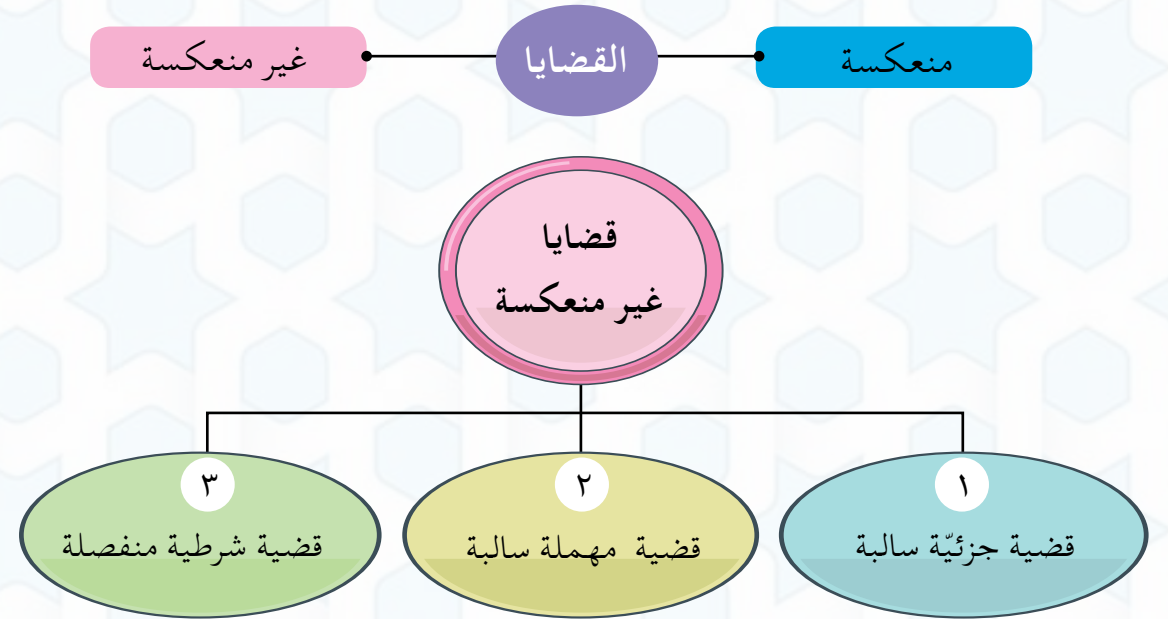 منعكسة
القضايا
غير منعكسة
قضايا
غير منعكسة
١
قضية جزئيّة سالبة
٢
قضية مهملة سالبة
٣
قضية شرطية منفصلة